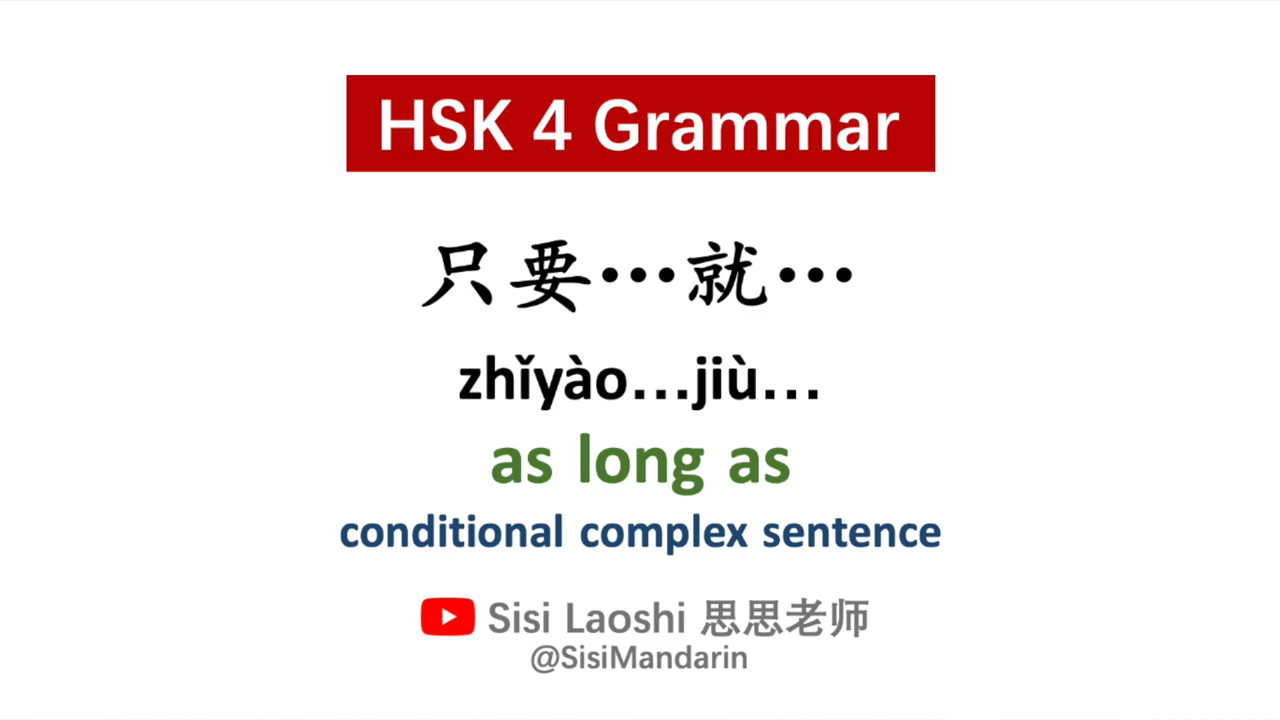 HSK 4 Grammar
只要…就…
zhǐyào…jiù…
as long as
conditional complex sentence
Sisi Laoshi 思思老师
@SisiMandarin